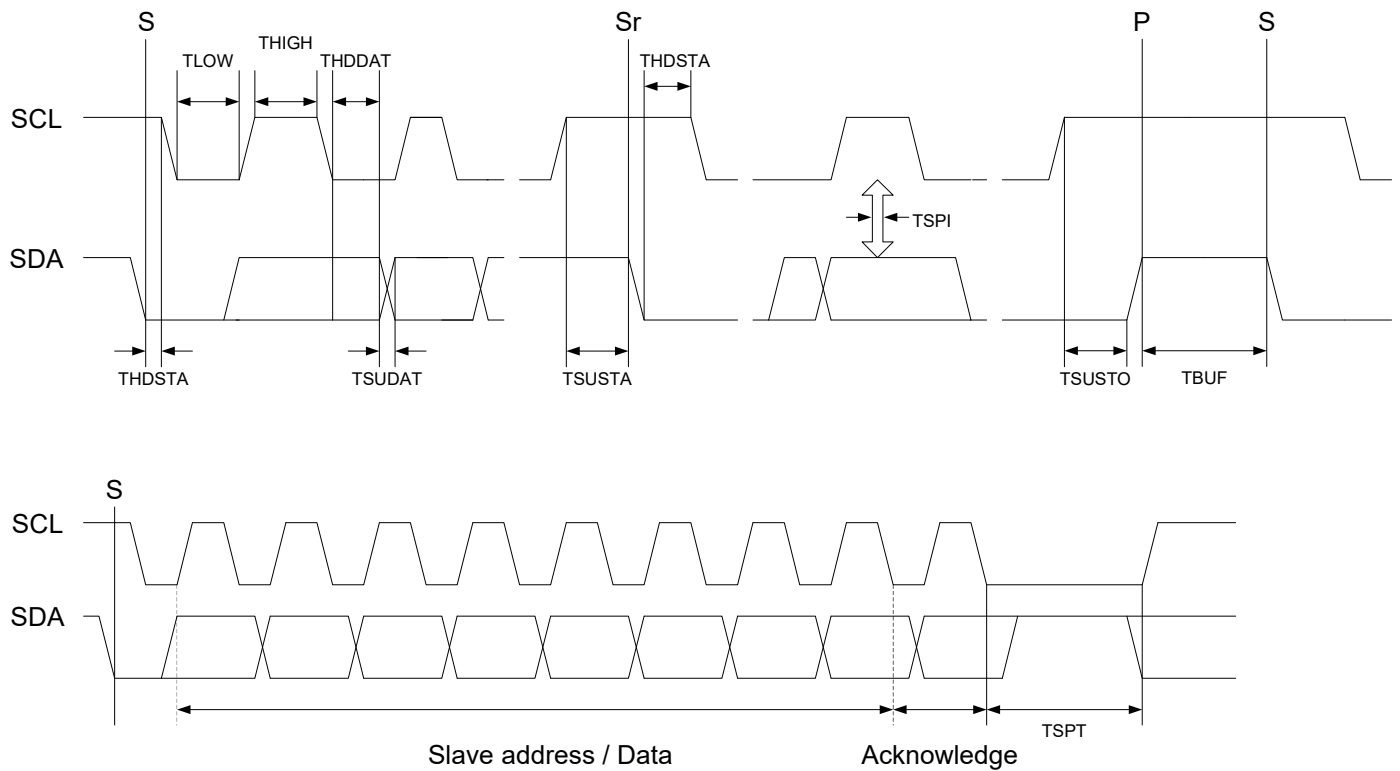 S Sr P S
TLOW THIGH THDDAT THDSTA
SCL
TSPI
SDA
THDSTA TSUDAT TSUSTA TSUSTO TBUF
S
SCL
SDA
TSPT
Slave address / Data Acknowledge